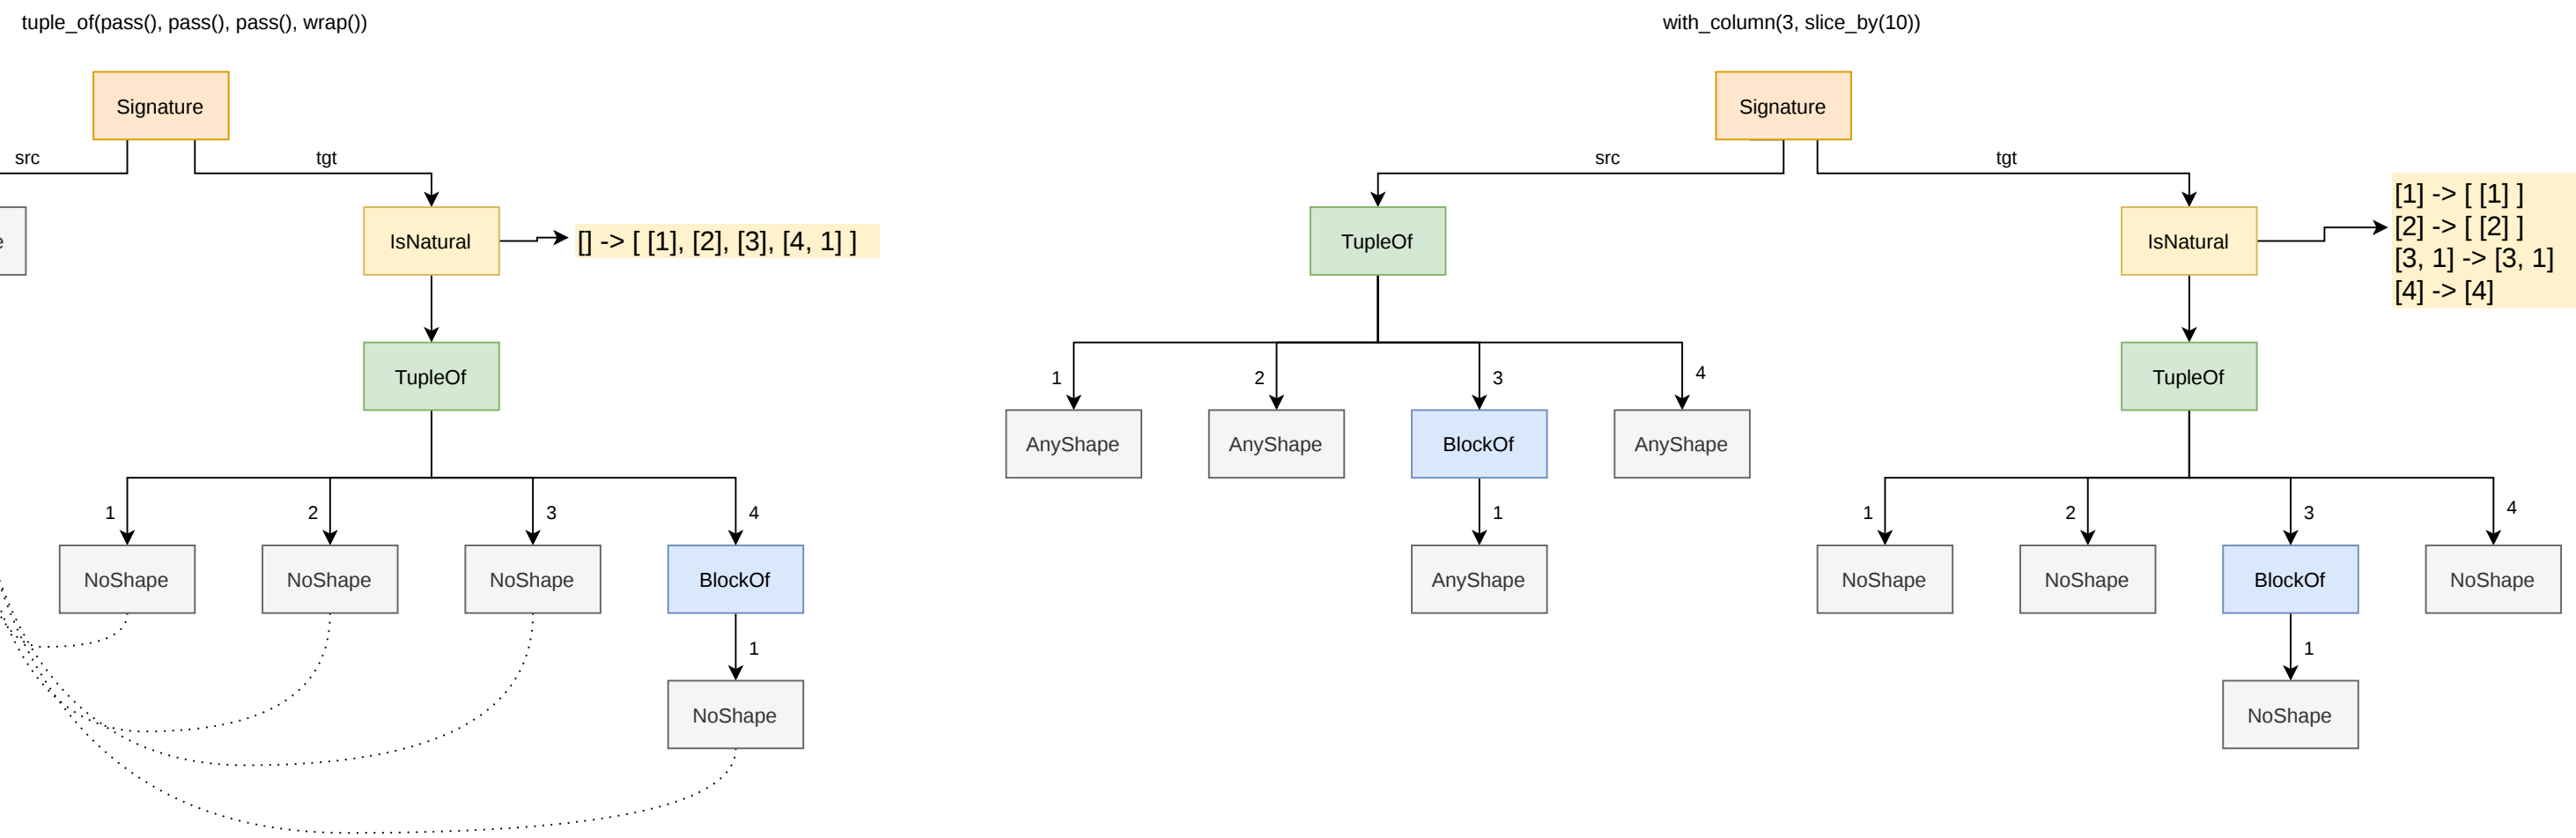 tuple_of(pass(), pass(), pass(), wrap())
Signature
src
tgt
e
IsNatural
[] -> [ [1], [2], [3], [4, 1] ]
TupleOf
1
2
3
4
NoShape
NoShape
NoShape
BlockOf
1
NoShape
with_column(3, slice_by(10))
Signature
src
tgt
TupleOf
IsNatural
[1] -> [ [1] ]
[2] -> [ [2] ]
[3, 1] -> [3, 1]
[4] -> [4]
1
2
3
4
AnyShape
AnyShape
BlockOf
AnyShape
1
AnyShape
TupleOf
1
2
3
4
NoShape
NoShape
BlockOf
NoShape
1
NoShape